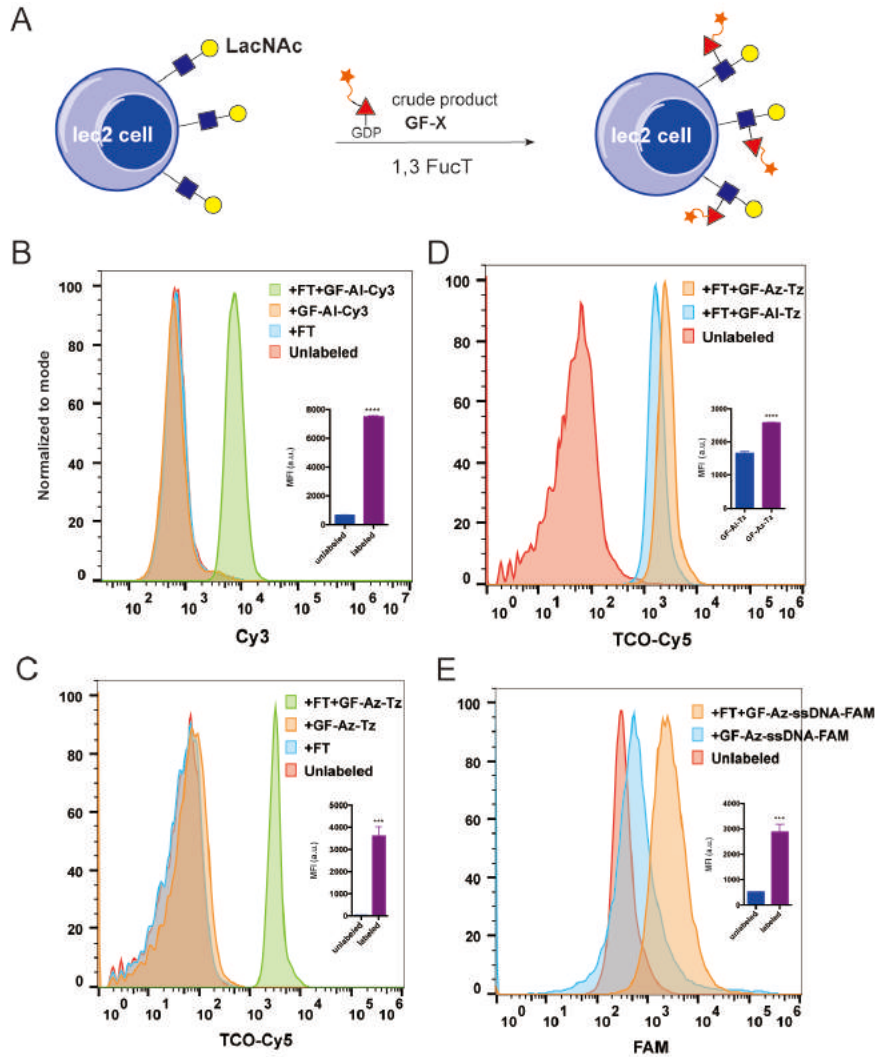 A
LacNAc
lec2 cell
GDP
crude product
GF-X
1,3 FucT
lec2 cell
B
Normalized to mode
100
80
60
40
20
0
+FT+GF-Al-Cy3
+GF-Al-Cy3
+FT
Unlabeled
MFI (a.u.)
8000
6000
4000
2000
0
****
unlabeled
labeled
10^2 10^3 10^4 10^5 10^6 10^7
Cy3
D
100
80
60
40
20
0
+FT+GF-Az-Tz
+FT+GF-Al-Tz
Unlabeled
MFI (a.u.)
3000
2000
1000
0
****
GF-Al-Tz
GF-Az-Tz
10^0 10^1 10^2 10^3 10^4 10^5 10^6
TCO-Cy5
C
100
80
60
40
20
0
+FT+GF-Az-Tz
+GF-Az-Tz
+FT
Unlabeled
MFI (a.u.)
5000
4000
3000
2000
1000
0
***
unlabeled
labeled
10^0 10^1 10^2 10^3 10^4 10^5 10^6
TCO-Cy5
E
100
80
60
40
20
0
+FT+GF-Az-ssDNA-FAM
+GF-Az-ssDNA-FAM
Unlabeled
MFI (a.u.)
4000
3000
2000
1000
0
***
unlabeled
labeled
10^0 10^1 10^2 10^3 10^4 10^5 10^6
FAM